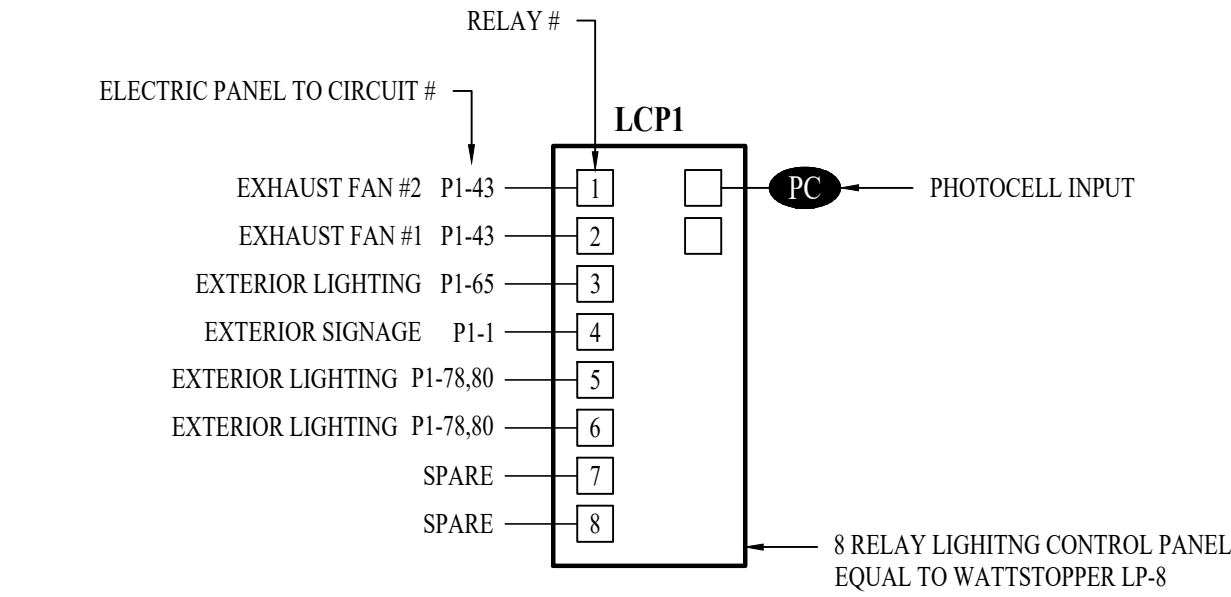 RELAY #
ELECTRIC PANEL TO CIRCUIT #
LCP1
EXHAUST FAN #2 P1-43 1 PC PHOTOCELL INPUT
EXHAUST FAN #1 P1-43 2
EXTERIOR LIGHTING P1-65 3
EXTERIOR SIGNAGE P1-1 4
EXTERIOR LIGHTING P1-78,80 5
EXTERIOR LIGHTING P1-78,80 6
SPARE 7
SPARE 8
8 RELAY LIGHITNG CONTROL PANEL
EQUAL TO WATTSTOPPER LP-8